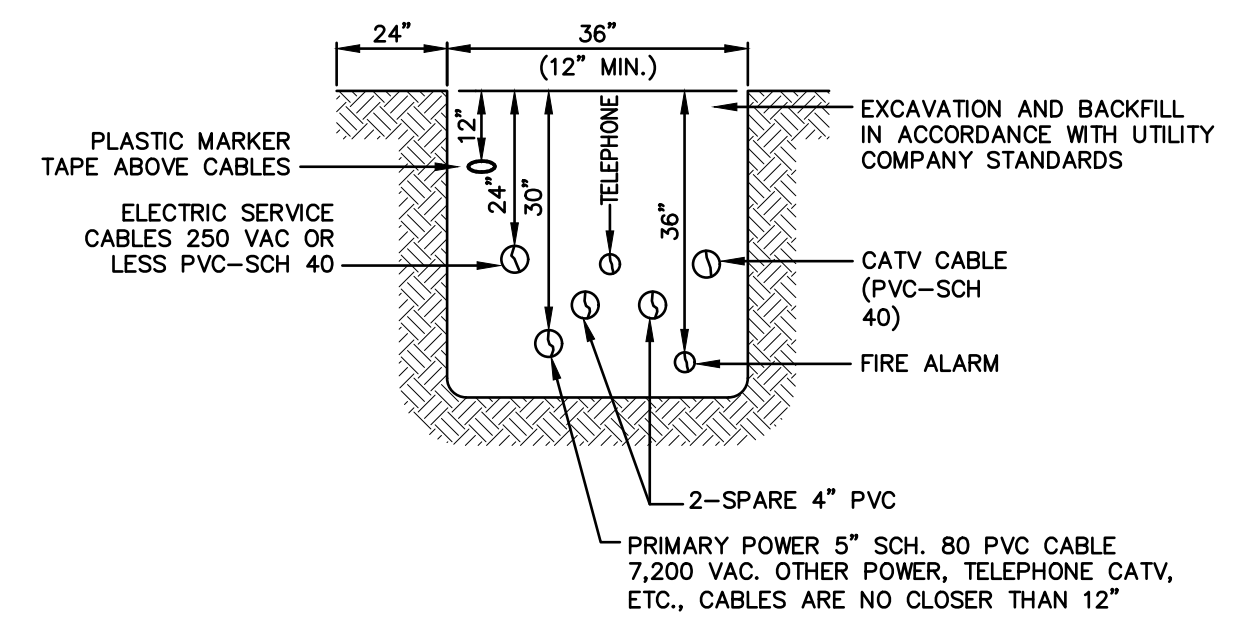 24”
36”
(12” MIN.)
PLASTIC MARKER
TAPE ABOVE CABLES
12”
24”
30”
TELEPHONE
36”
EXCAVATION AND BACKFILL
IN ACCORDANCE WITH UTILITY
COMPANY STANDARDS
ELECTRIC SERVICE
CABLES 250 VAC OR
LESS PVC-SCH 40
CATV CABLE
(PVC-SCH
40)
FIRE ALARM
2-SPARE 4” PVC
PRIMARY POWER 5” SCH. 80 PVC CABLE
7,200 VAC. OTHER POWER, TELEPHONE CATV,
ETC., CABLES ARE NO CLOSER THAN 12”